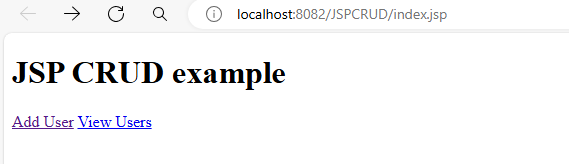 localhost:8082/JSPCRUD/index.jsp
JSP CRUD example
Add User View Users